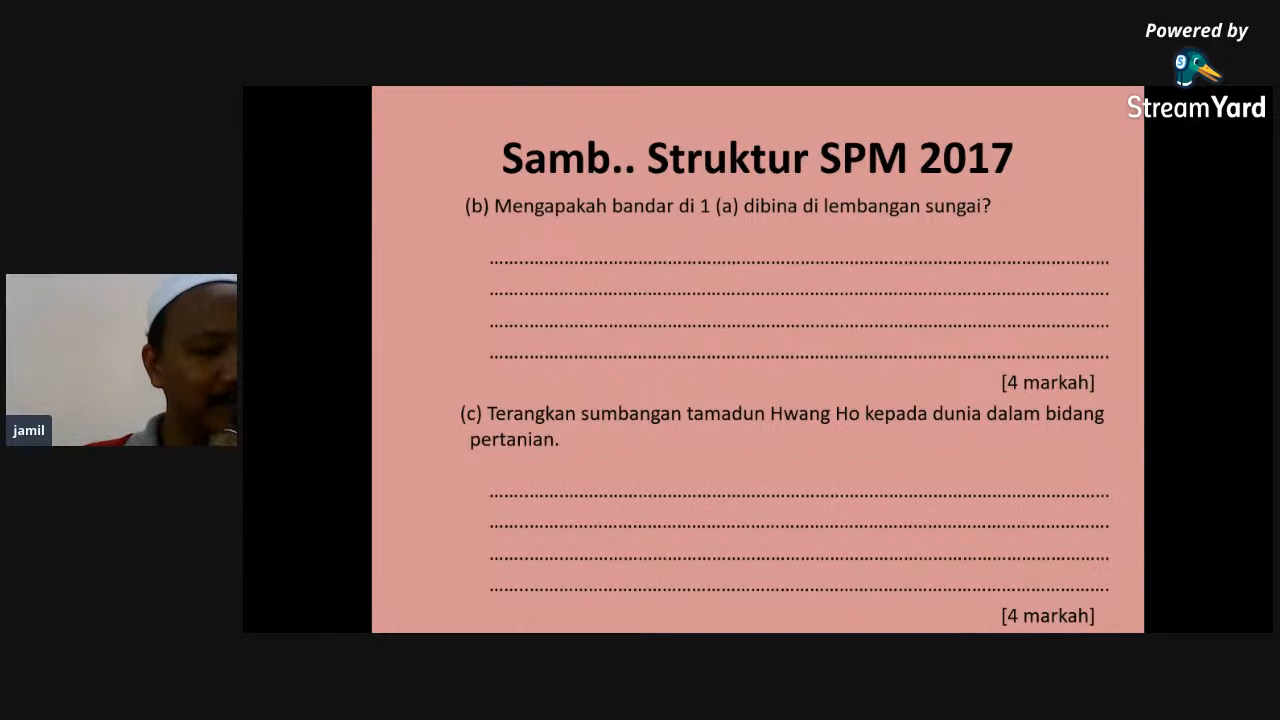 Powered by
StreamYard
Samb.. Struktur SPM 2017
(b) Mengapakah bandar di 1 (a) dibina di lembangan sungai?
[4 markah]
(c) Terangkan sumbangan tamadun Hwang Ho kepada dunia dalam bidang
pertanian.
[4 markah]
jamil